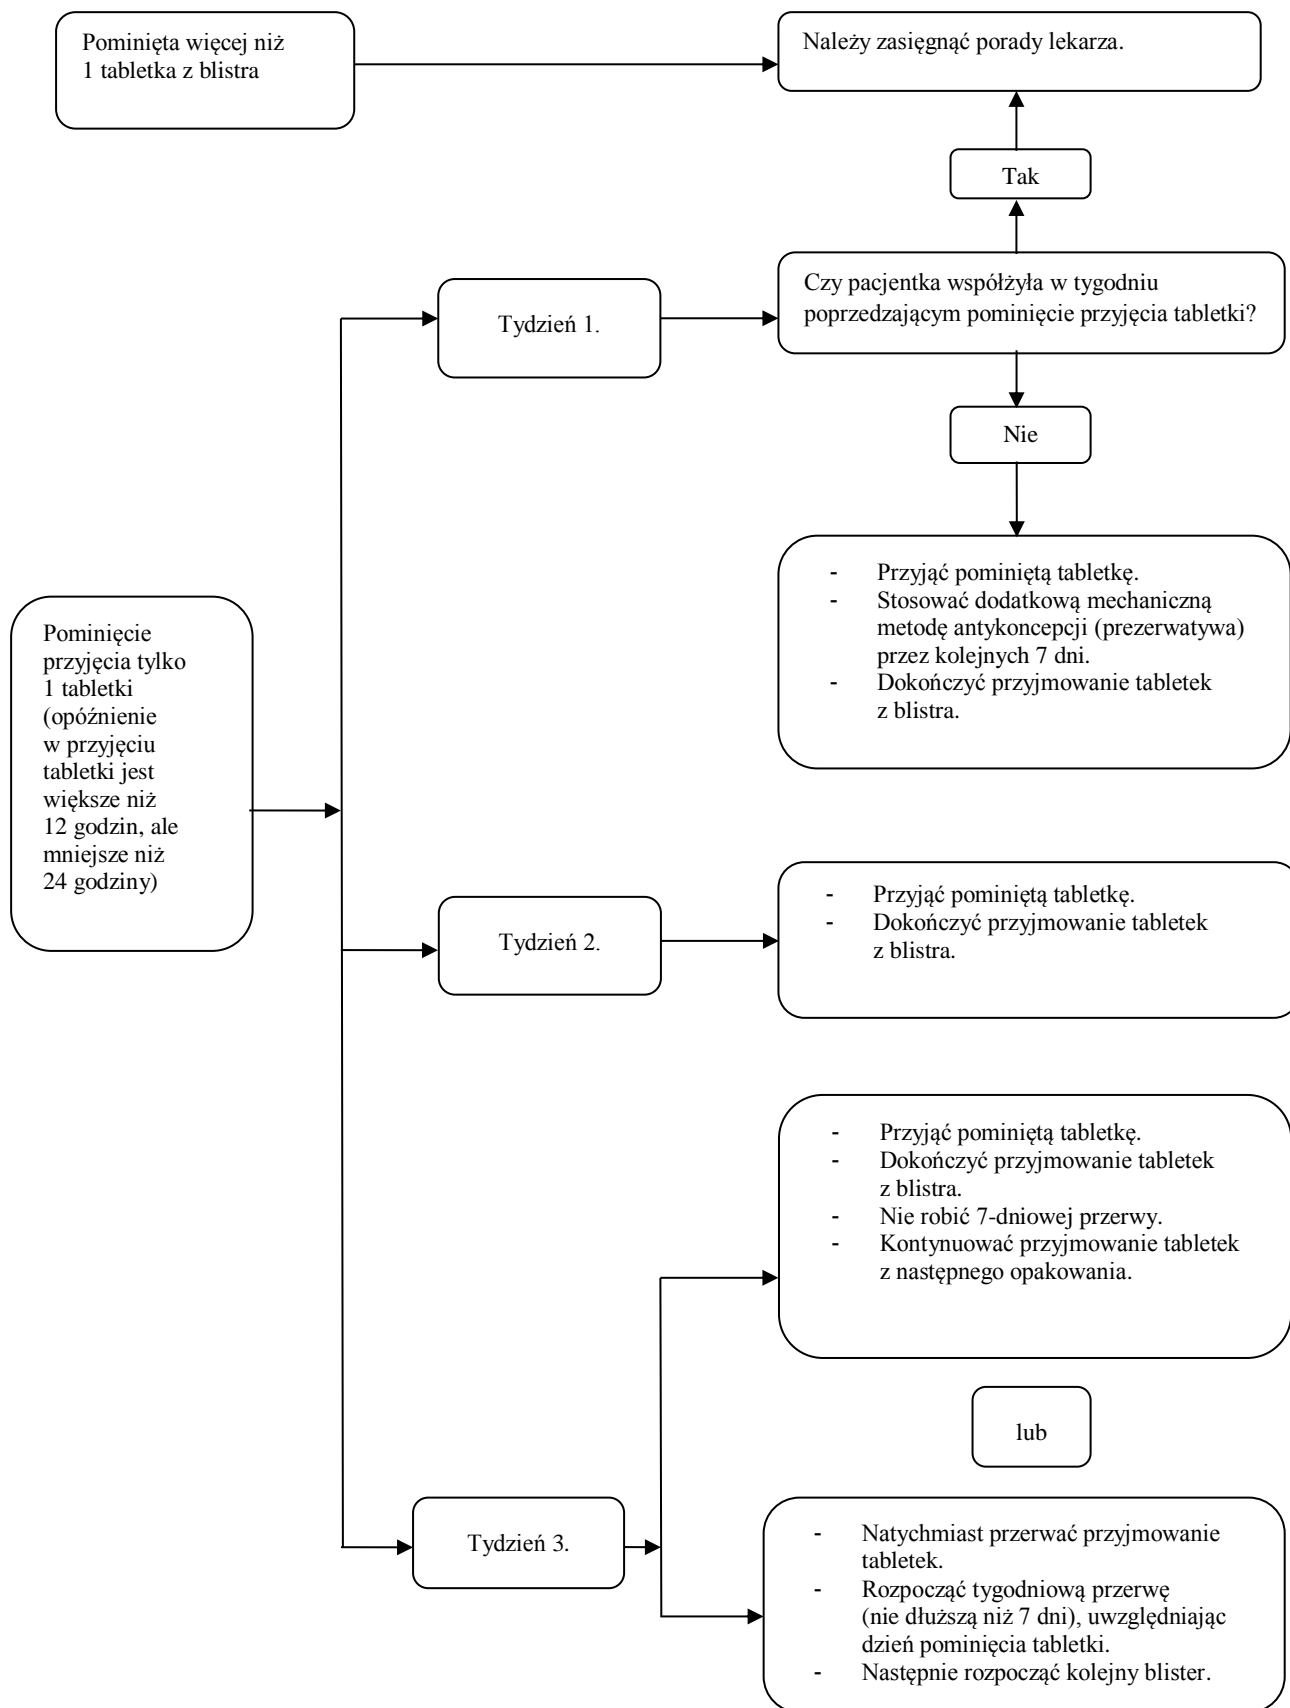 Pominięta więcej niż
1 tabletka z blistra
Należy zasięgnąć porady lekarza.
Tak
Czy pacjentka współżyła w tygodniu
poprzedzającym pominięcie przyjęcia tabletki?
Tydzień 1.
Nie
- Przyjąć pominiętą tabletkę.
- Stosować dodatkową mechaniczną
metodę antykoncepcji (prezerwatywa)
przez kolejnych 7 dni.
- Dokończyć przyjmowanie tabletek
z blistra.
Pominięcie
przyjęcia tylko
1 tabletki
(opóźnienie
w przyjęciu
tabletki jest
większe niż
12 godzin, ale
mniejsze niż
24 godziny)
Tydzień 2.
- Przyjąć pominiętą tabletkę.
- Dokończyć przyjmowanie tabletek
z blistra.
- Przyjąć pominiętą tabletkę.
- Dokończyć przyjmowanie tabletek
z blistra.
- Nie robić 7-dniowej przerwy.
- Kontynuować przyjmowanie tabletek
z następnego opakowania.
lub
Tydzień 3.
- Natychmiast przerwać przyjmowanie
tabletek.
- Rozpocząć tygodniową przerwę
(nie dłuższą niż 7 dni), uwzględniając
dzień pominięcia tabletki.
- Następnie rozpocząć kolejny blister.